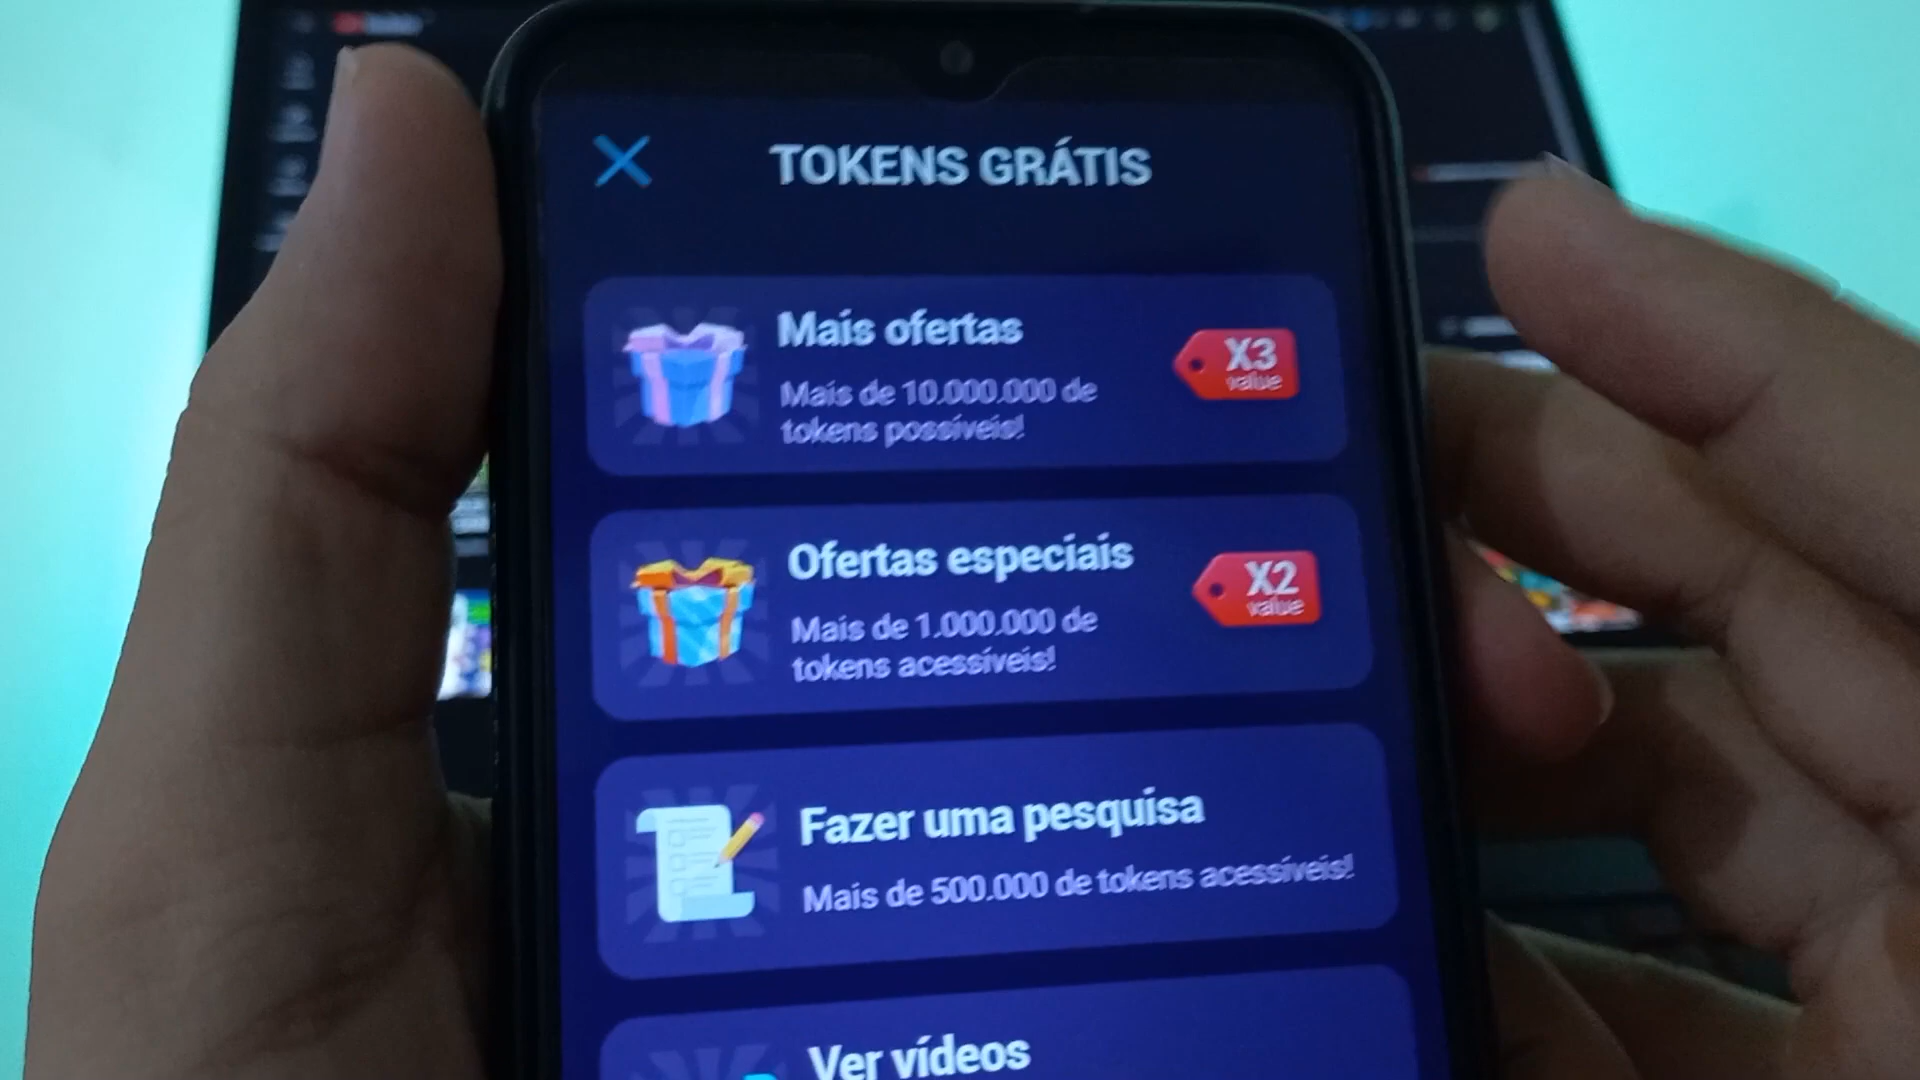 TOKENS GRÁTIS
Mais ofertas
Mais de 10.000.000 de
tokens possíveis!
X3
value
Ofertas especiais
Mais de 1.000.000 de
tokens acessíveis!
X2
value
Fazer uma pesquisa
Mais de 500.000 de tokens acessíveis!
Ver vídeos